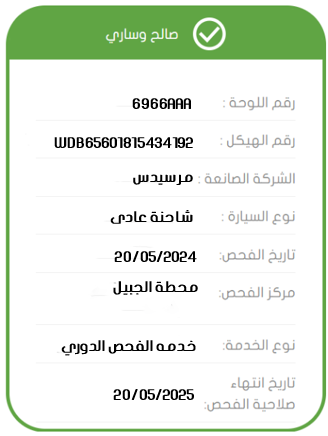 صالح وساري
رقم اللوحة : 6966AAA
رقم الهيكل : WDB65601815434192
الشركة الصانعة : مرسيدس
نوع السيارة : شاحنة عادى
تاريخ الفحص: 20/05/2024
مركز الفحص: محطة الجبيل
نوع الخدمة: خدمه الفحص الدوري
تاريخ انتهاء
صلاحية الفحص: 20/05/2025